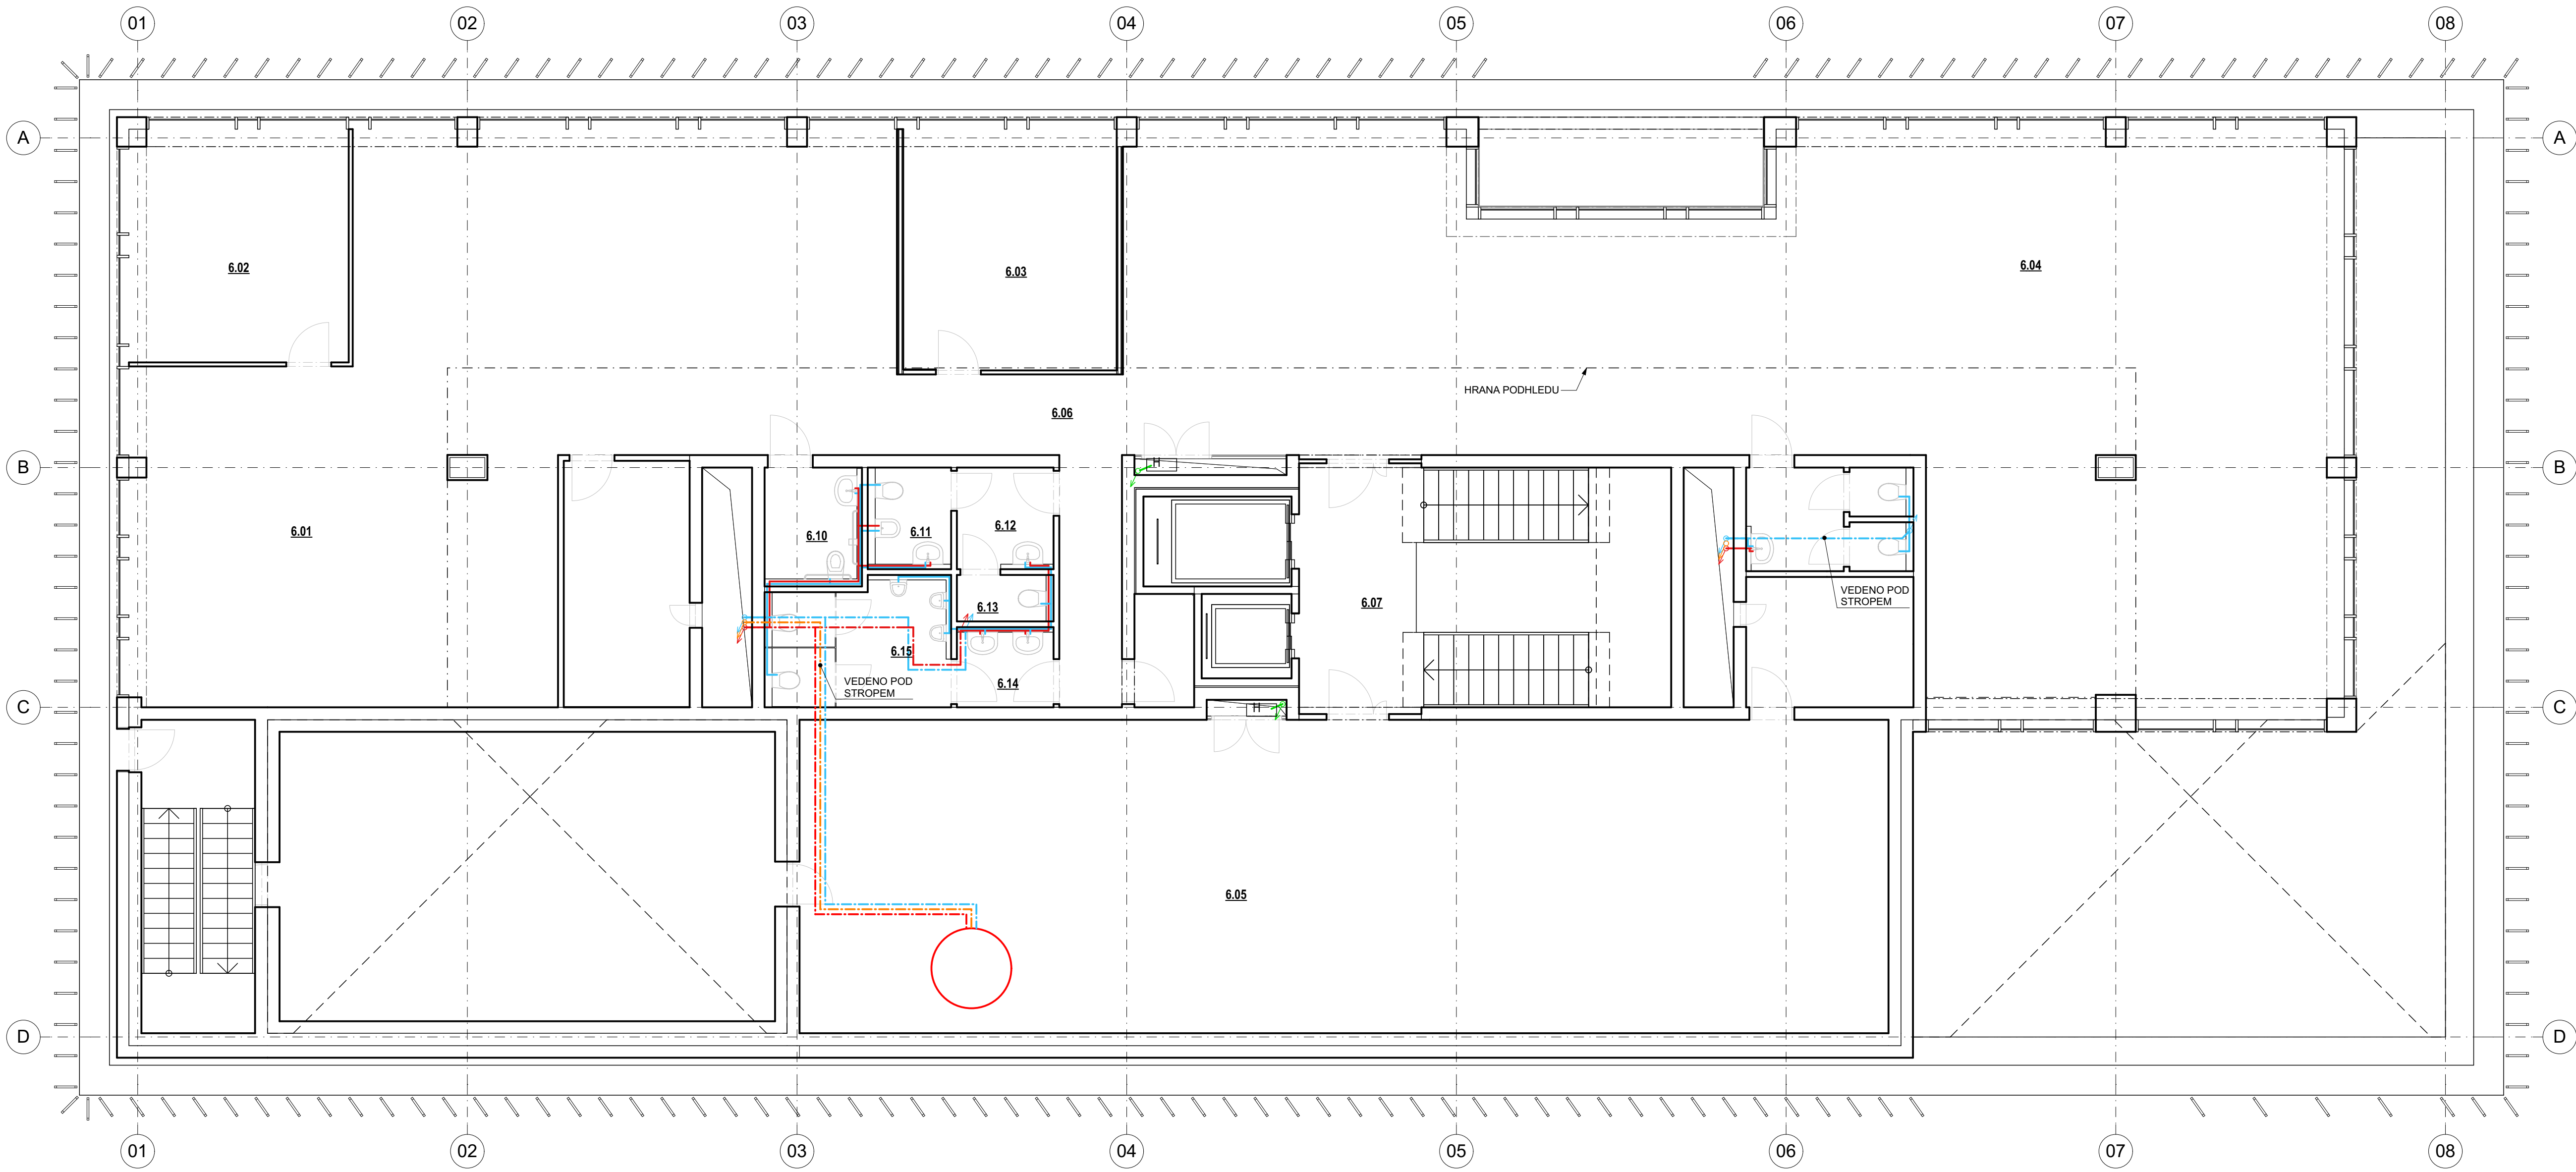 01 02 03 04 05 06 07 08
A A
6.02
6.03
6.04
HRANA PODHLEDU
6.06
B B
H
6.01
6.10
6.11
6.12
6.13
6.07
VEDENO POD
STROPEM
6.15
VEDENO POD
STROPEM
6.14
C C
H
6.05
D D
01 02 03 04 05 06 07 08